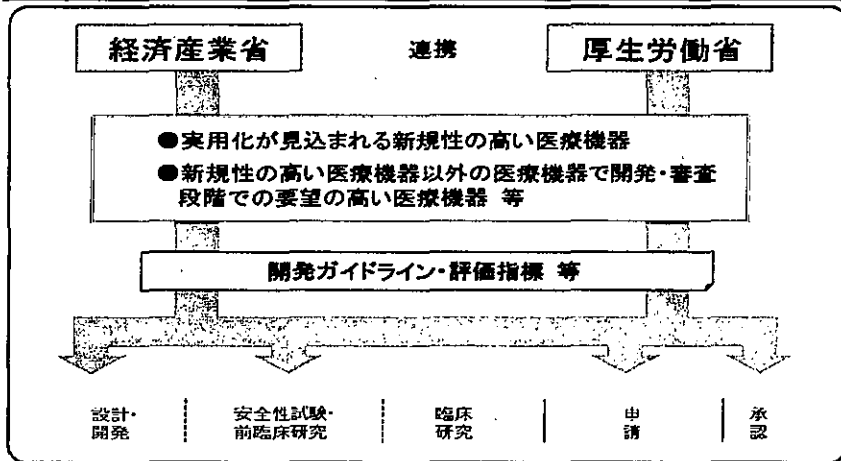 経済産業省
連携
厚生労働省
●実用化が見込まれる新規性の高い医療機器
●新規性の高い医療機器以外の医療機器で開発・審査
段階での要望の高い医療機器 等
開発ガイドライン・評価指標 等
設計・
開発
安全性試験・
前臨床研究
臨床
研究
申
請
承
認